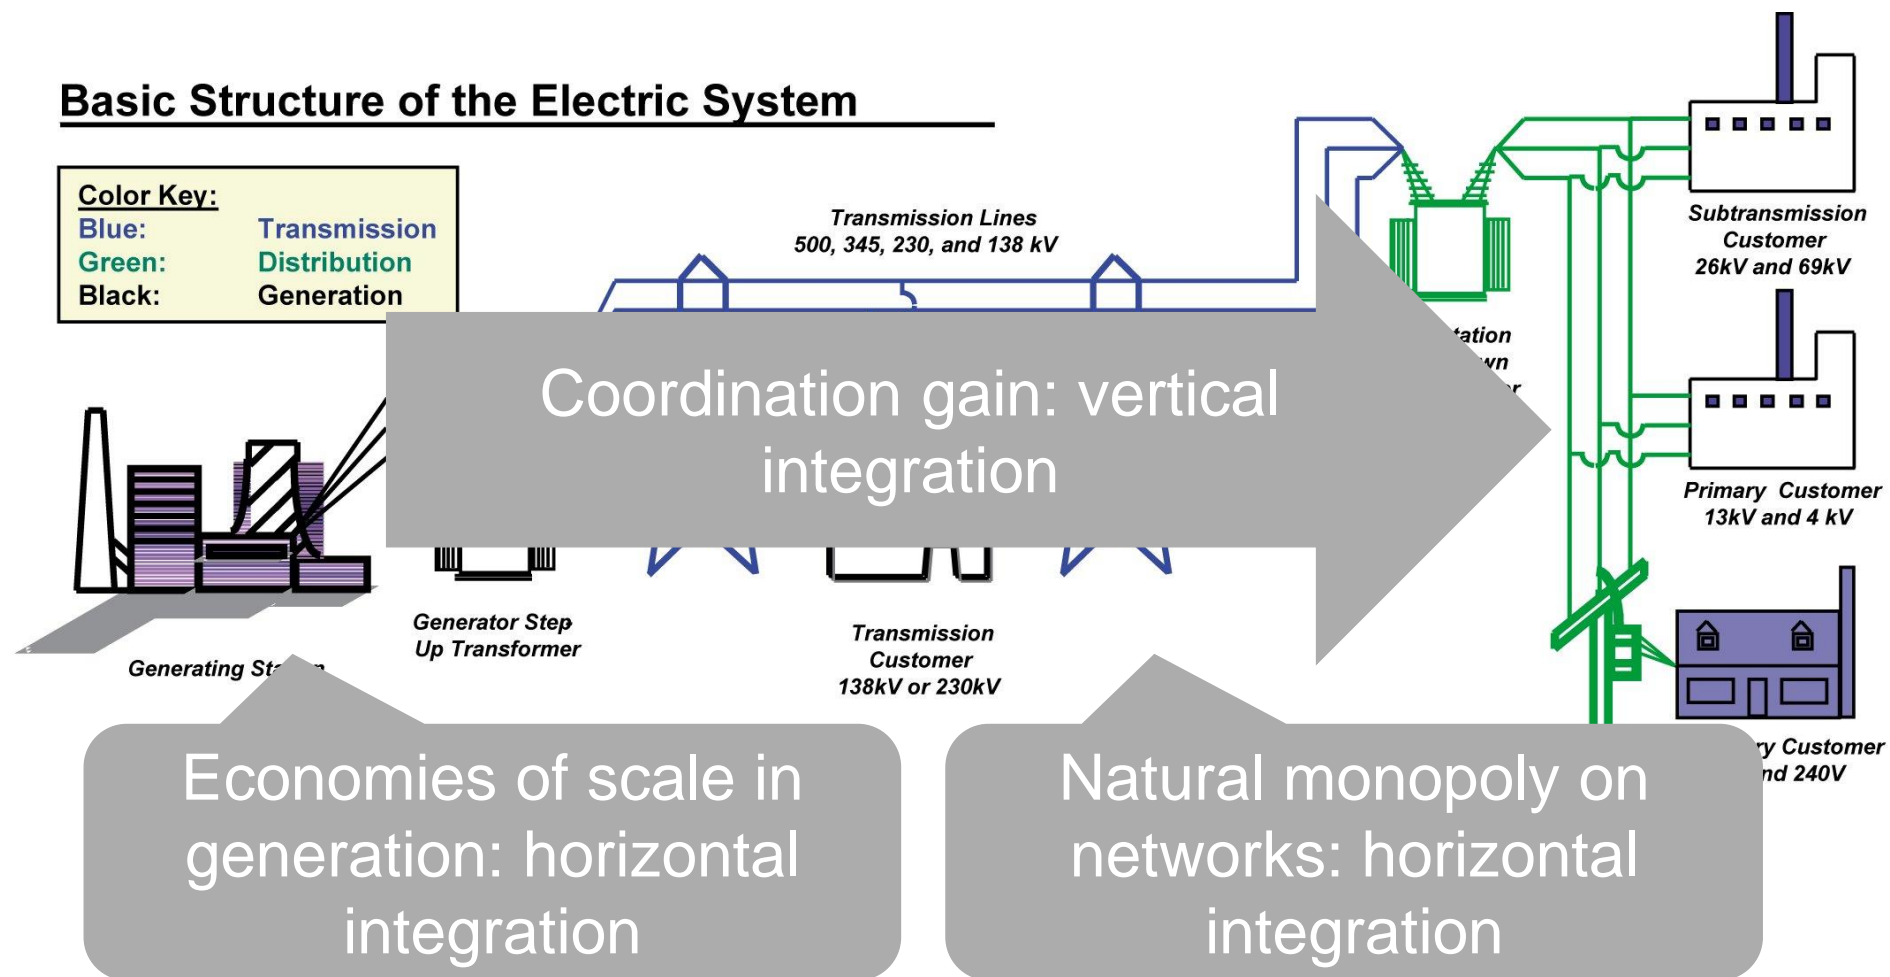 Basic Structure of the Electric System
Color Key:
Blue: Transmission
Green: Distribution
Black: Generation
Transmission Lines
500, 345, 230, and 138 kV
Subtransmission
Customer
26kV and 69kV
Coordination gain: vertical
integration
Primary Customer
13kV and 4 kV
Generator Step
Up Transformer
Transmission
Customer
138kV or 230kV
Generating
Customer
240V
Economies of scale in
generation: horizontal
integration
Natural monopoly on
networks: horizontal
integration